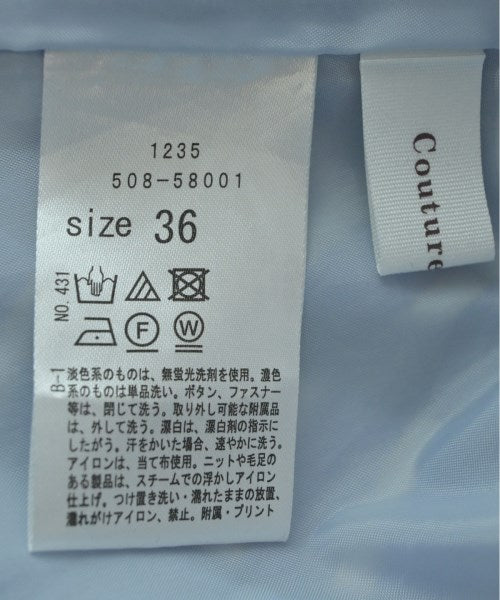 1235
508-58001
size 36
NO. 431
F W
B-1
淡色系のものは、無蛍光洗剤を使用。濃色
系のものは単品洗い。ボタン、ファスナー
等は、閉じて洗う。取り外し可能な附属品
は、外して洗う。漂白は、漂白剤の指示に
したがう。汗をかいた場合、速やかに洗う。
アイロンは、当て布使用。ニットや毛足の
ある製品は、スチームでの浮かしアイロン
仕上げ。つけ置き洗い・濡れたままの放置、
濡れがけアイロン、禁止。附属・プリント
Couture